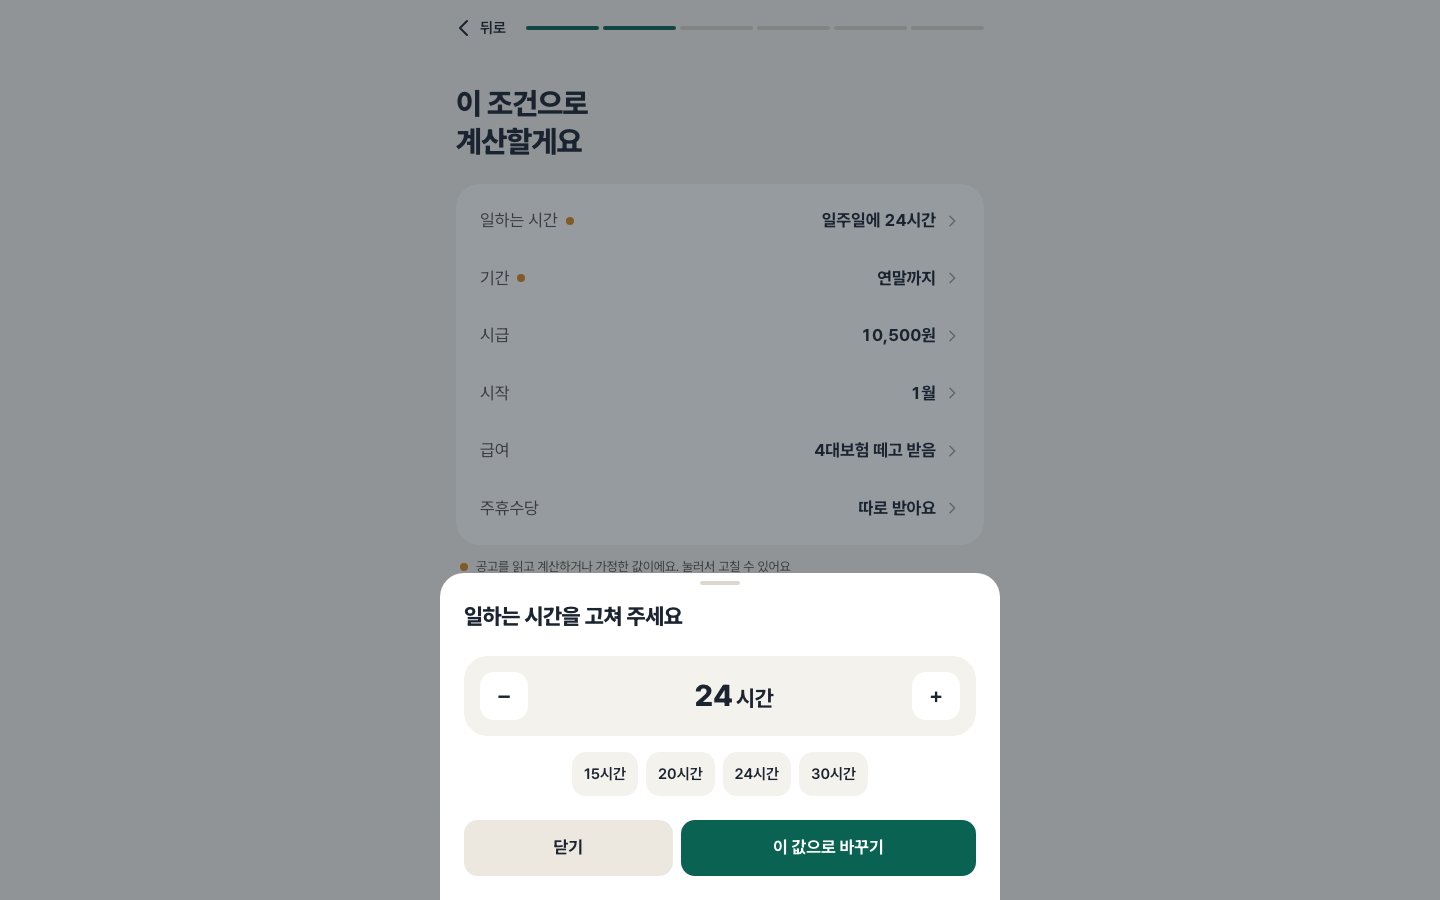 뒤로
이 조건으로
계산할게요
일하는 시간 일주일에 24시간
기간 연말까지
시급 10,500원
시작 1월
급여 4대보험 떼고 받음
주휴수당 따로 받아요
공고를 읽고 계산하거나 가정한 값이에요. 눌러서 고칠 수 있어요
일하는 시간을 고쳐 주세요
− 24시간 +
15시간 20시간 24시간 30시간
닫기 이 값으로 바꾸기